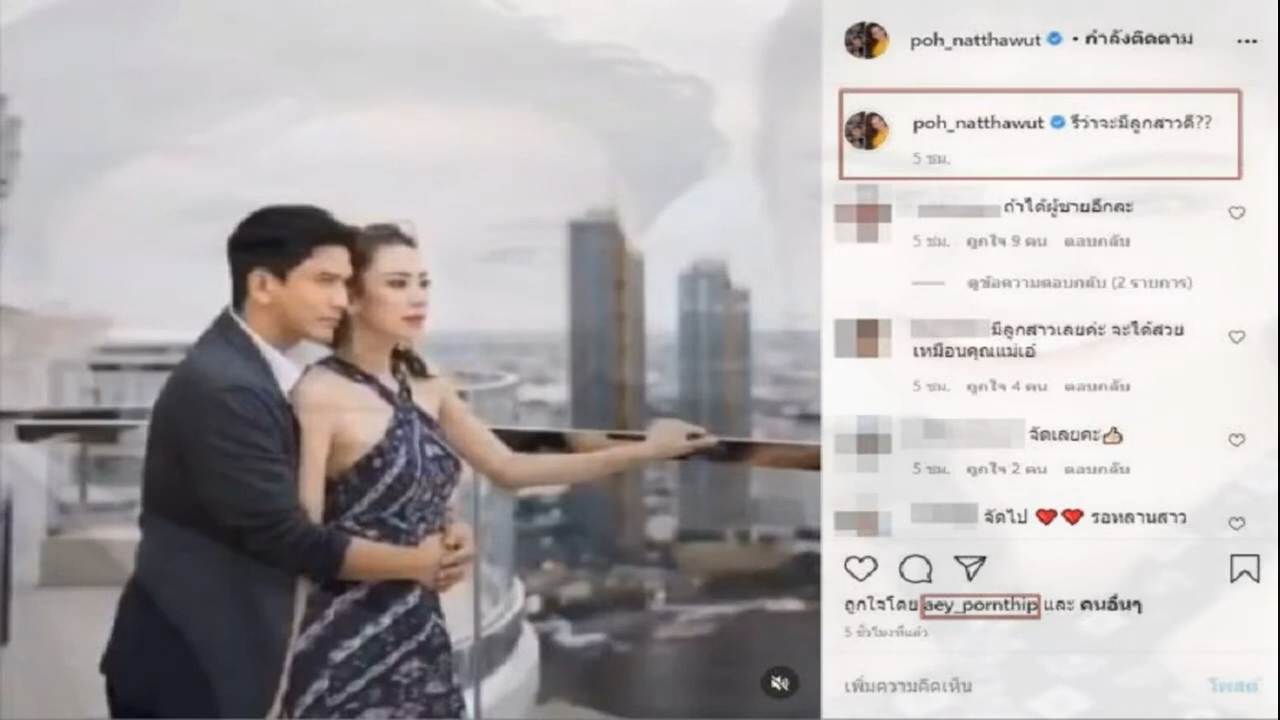 poh_natthawut • กำลังติดตาม ...
poh_natthawut รึว่าจะมีลูกสาวดี??
5 ชม.
ถ้าได้ผู้ชายอีกละ
5 ชม. ถูกใจ 9 คน ตอบกลับ
ดูข้อความตอบกลับ (2 รายการ)
มีลูกสาวเลยค่ะ จะได้สวย
เหมือนคุณแม่เอ๋
5 ชม. ถูกใจ 4 คน ตอบกลับ
จัดเลยคะ👍🏻
5 ชม. ถูกใจ 2 คน ตอบกลับ
จัดไป ❤️❤️ รอหลานสาว
ถูกใจโดย aey_pornthip และ คนอื่นๆ
5 ชั่วโมงที่แล้ว
เพิ่มความคิดเห็น
โพสต์